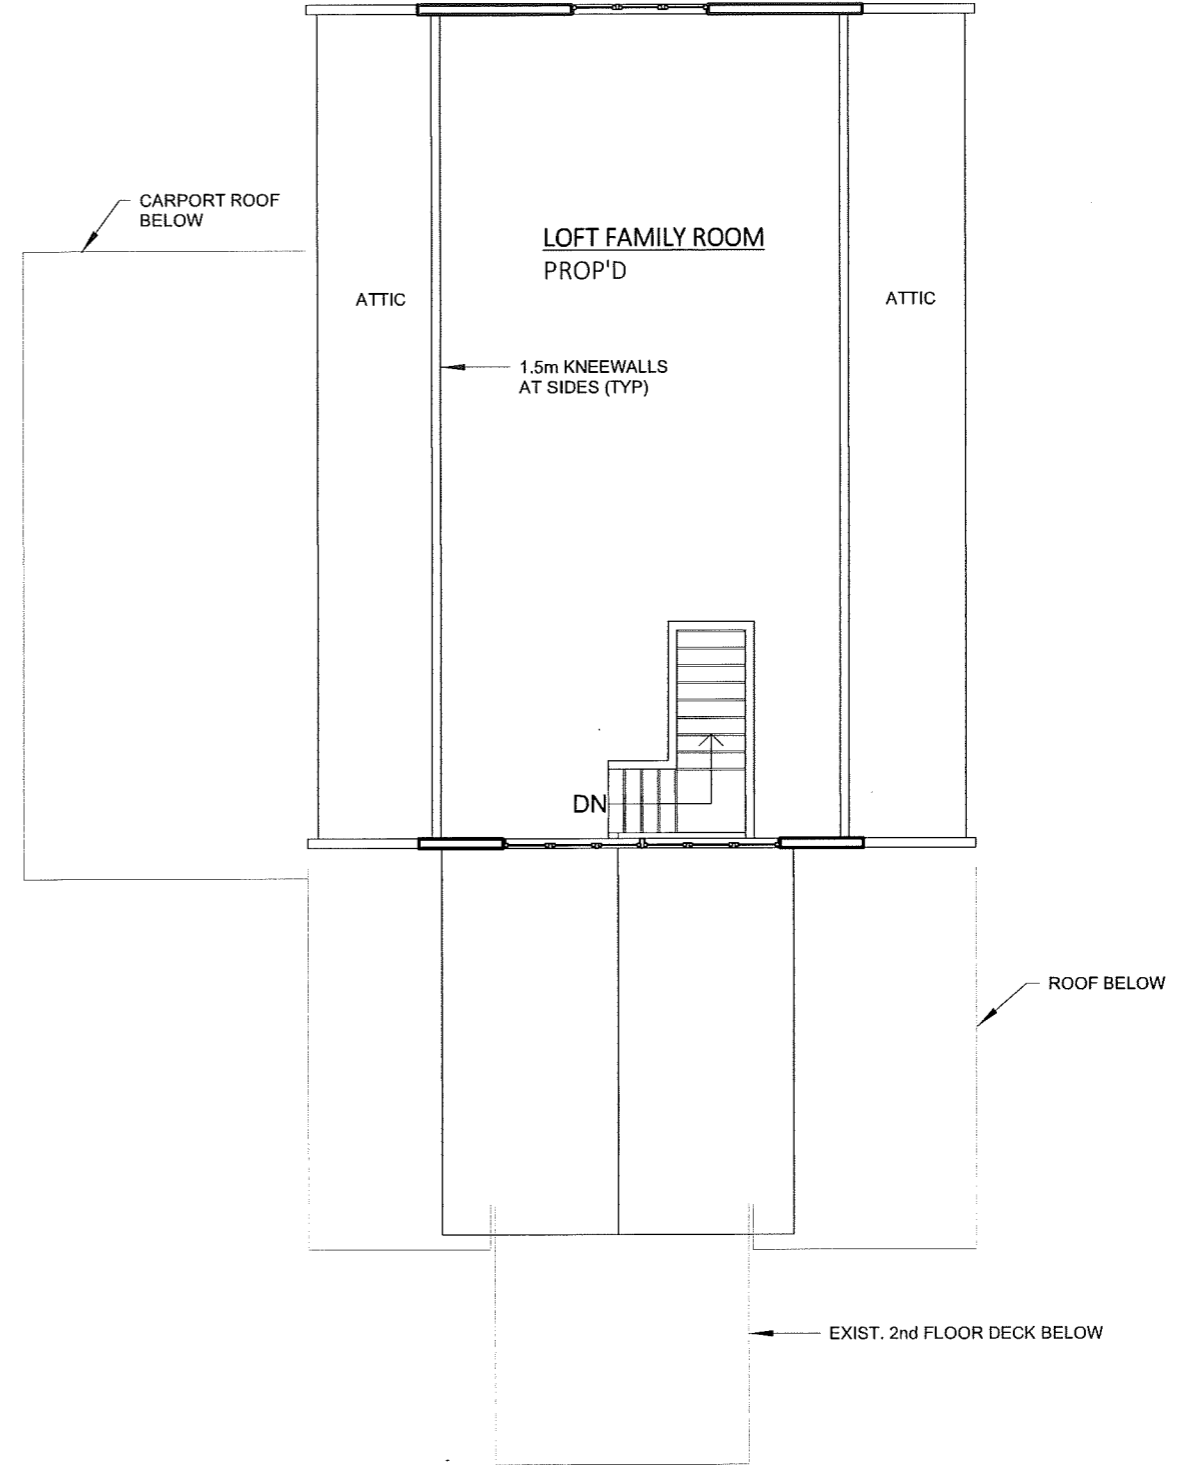 CARPORT ROOF
BELOW
LOFT FAMILY ROOM
PROP'D
ATTIC
ATTIC
1.5m KNEEWALLS
AT SIDES (TYP)
DN
ROOF BELOW
EXIST. 2nd FLOOR DECK BELOW